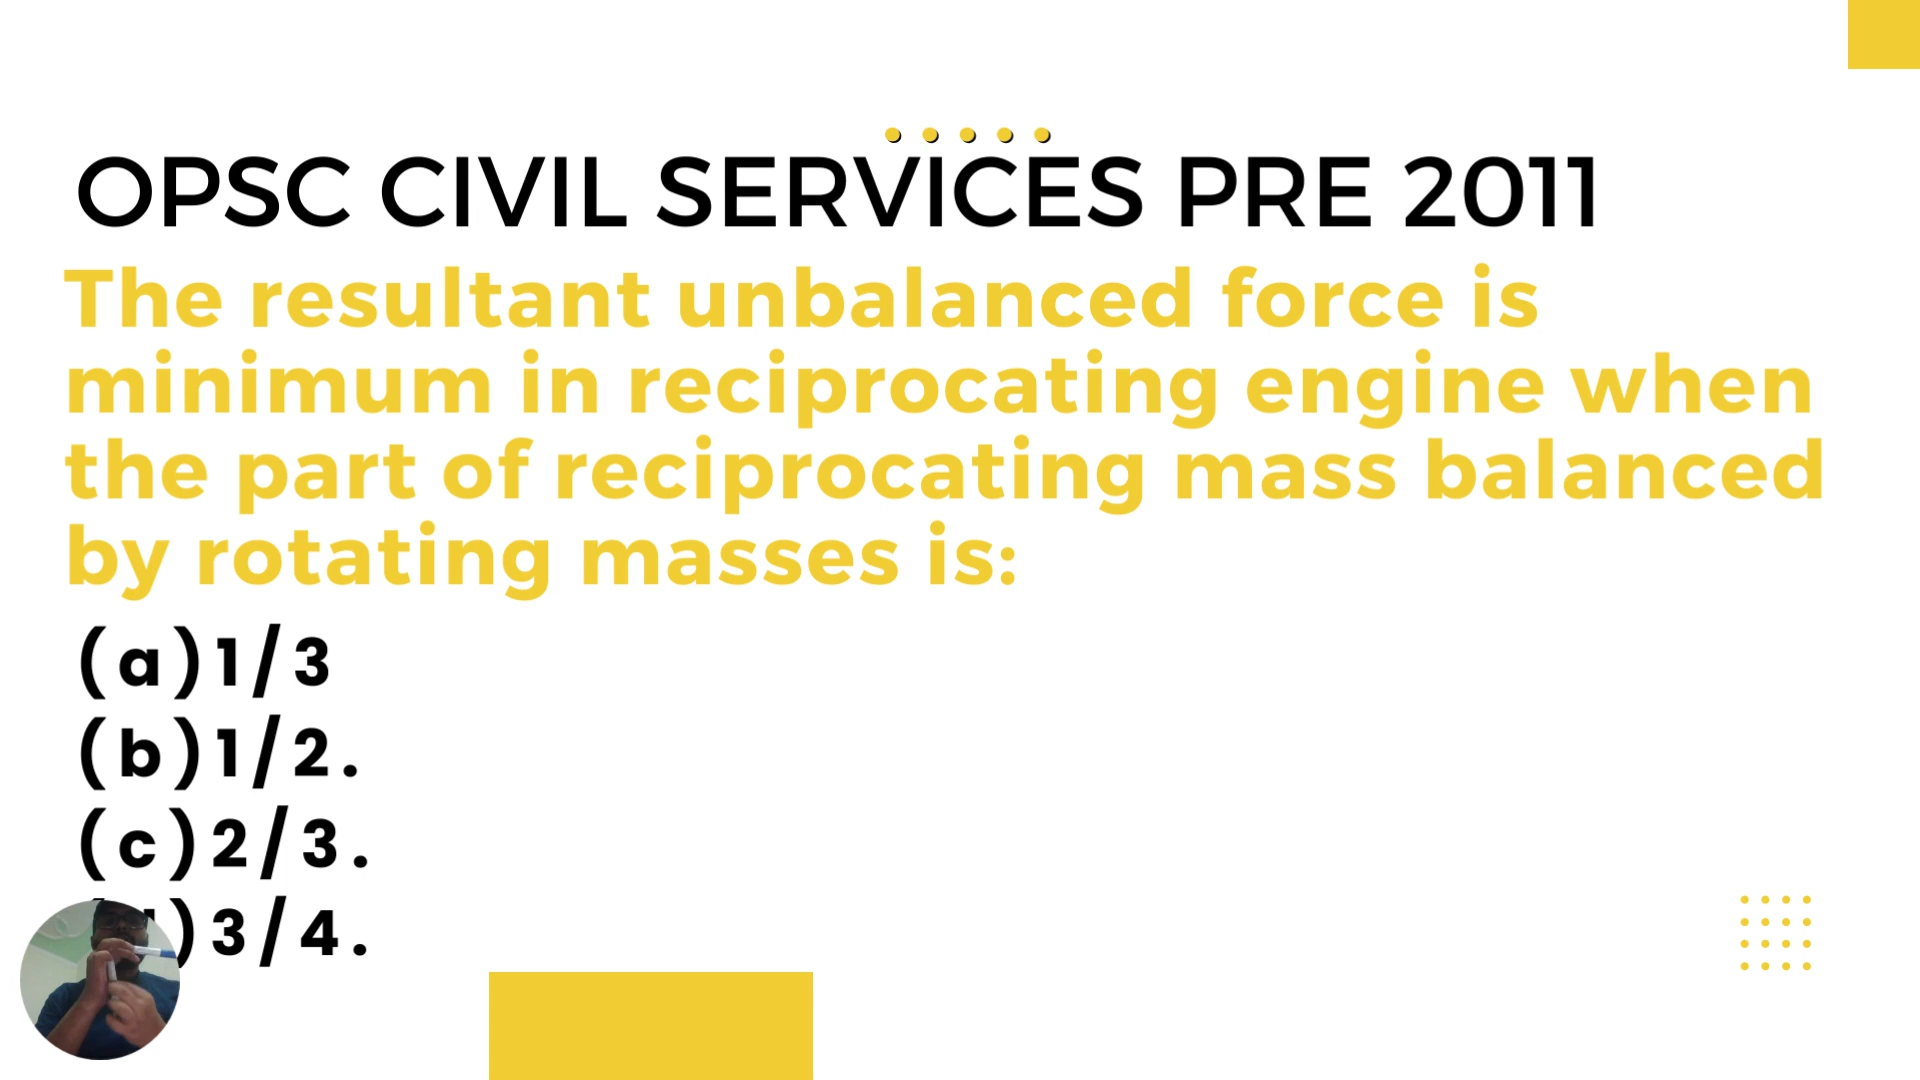 OPSC CIVIL SERVICES PRE 2011
The resultant unbalanced force is
minimum in reciprocating engine when
the part of reciprocating mass balanced
by rotating masses is:
(a)1/3
(b)1/2.
(c)2/3.
)3/4.